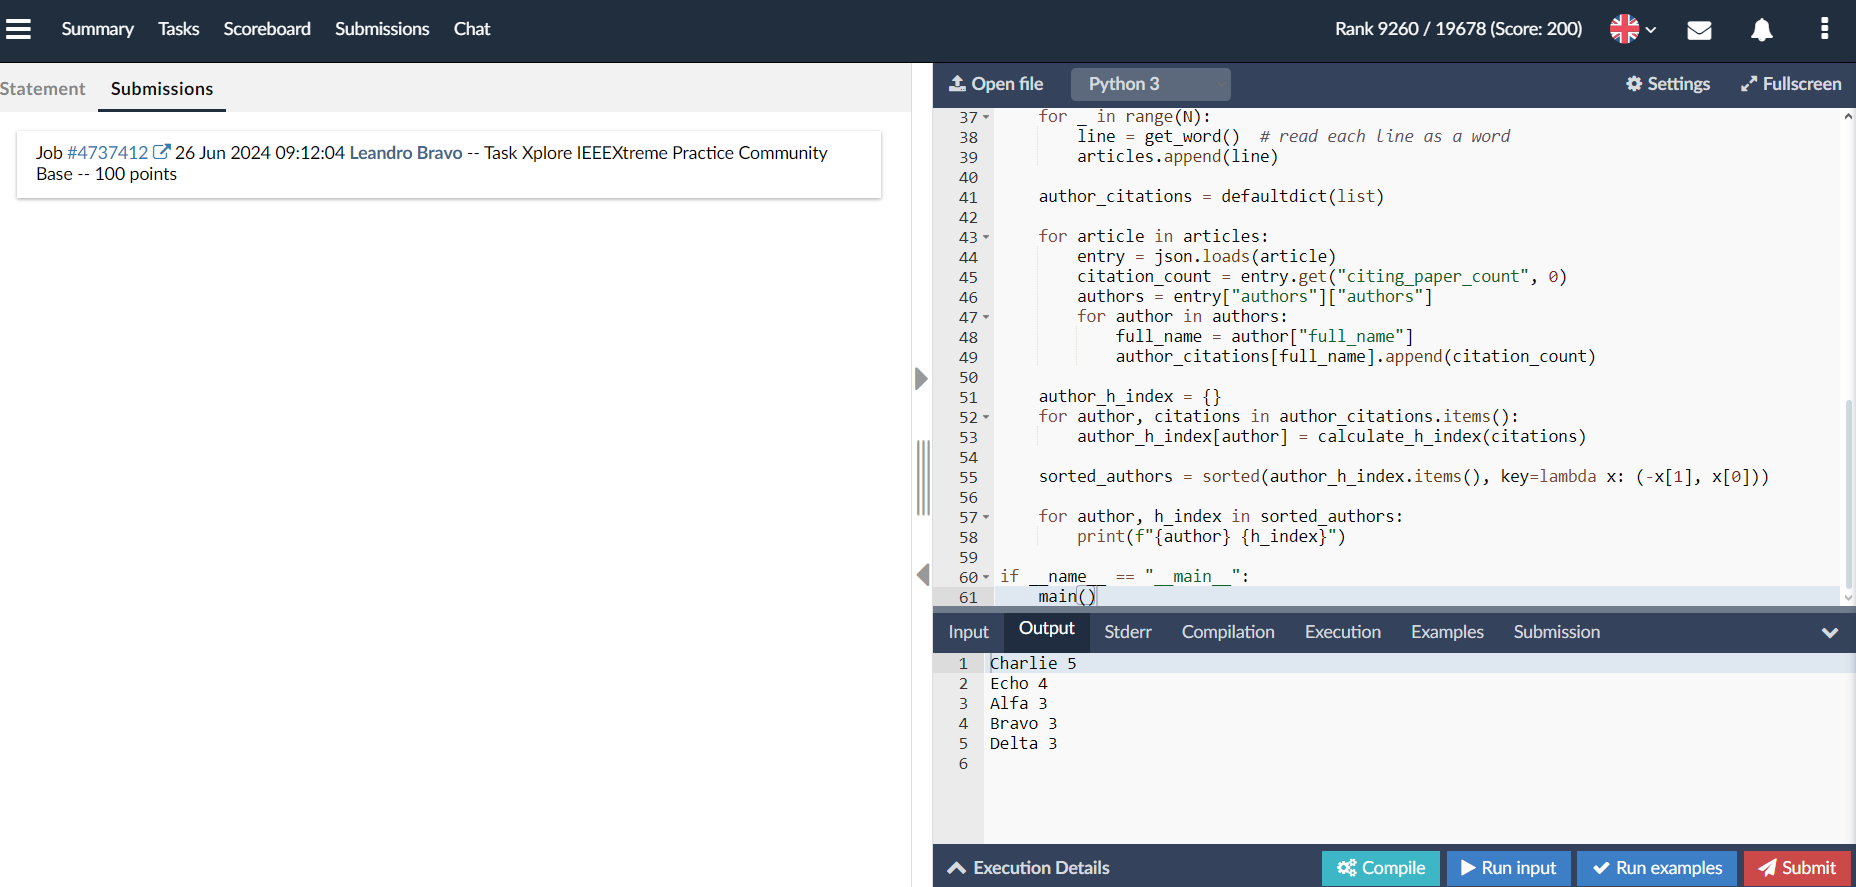 Summary Tasks Scoreboard Submissions Chat Rank 9260 / 19678 (Score: 200)
Statement Submissions
Job #4737412 26 Jun 2024 09:12:04 Leandro Bravo -- Task Xplore IEEEXtreme Practice Community
Base -- 100 points
Open file Python 3 Settings Fullscreen
37 for _ in range(N):
38 line = get_word() # read each line as a word
39 articles.append(line)
40
41 author_citations = defaultdict(list)
42
43 for article in articles:
44 entry = json.loads(article)
45 citation_count = entry.get("citing_paper_count", 0)
46 authors = entry["authors"]["authors"]
47 for author in authors:
48 full_name = author["full_name"]
49 author_citations[full_name].append(citation_count)
50
51 author_h_index = {}
52 for author, citations in author_citations.items():
53 author_h_index[author] = calculate_h_index(citations)
54
55 sorted_authors = sorted(author_h_index.items(), key=lambda x: (-x[1], x[0]))
56
57 for author, h_index in sorted_authors:
58 print(f"{author} {h_index}")
59
60 if __name__ == "__main__":
61 main()
Input Output Stderr Compilation Execution Examples Submission
1 Charlie 5
2 Echo 4
3 Alfa 3
4 Bravo 3
5 Delta 3
6
Execution Details Compile Run input Run examples Submit